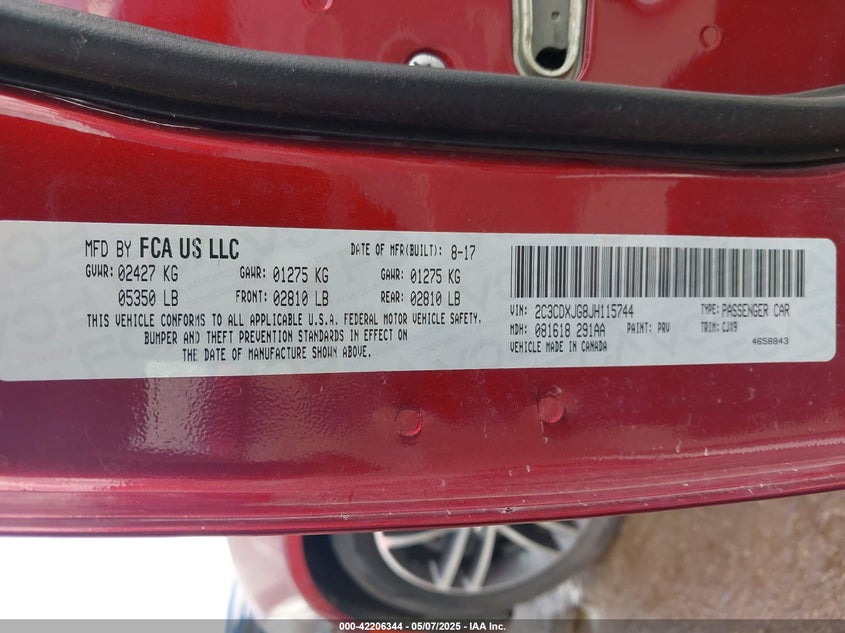 MFD BY FCA US LLC DATE OF MFR(BUILT): 8-17
GVWR: 02427 KG GAWR: 01275 KG GAWR: 01275 KG
05350 LB FRONT: 02810 LB REAR: 02810 LB
THIS VEHICLE CONFORMS TO ALL APPLICABLE U.S.A. FEDERAL MOTOR VEHICLE SAFETY,
BUMPER AND THEFT PREVENTION STANDARDS IN EFFECT ON
THE DATE OF MANUFACTURE SHOWN ABOVE.
VIN: 2C3CDXJG8JH115744 TYPE: PASSENGER CAR
MDH: 081618 291AA PAINT: PRV TRIM: CJX9
VEHICLE MADE IN CANADA 4658843
000-42206344 - 05/07/2025 - IAA Inc.